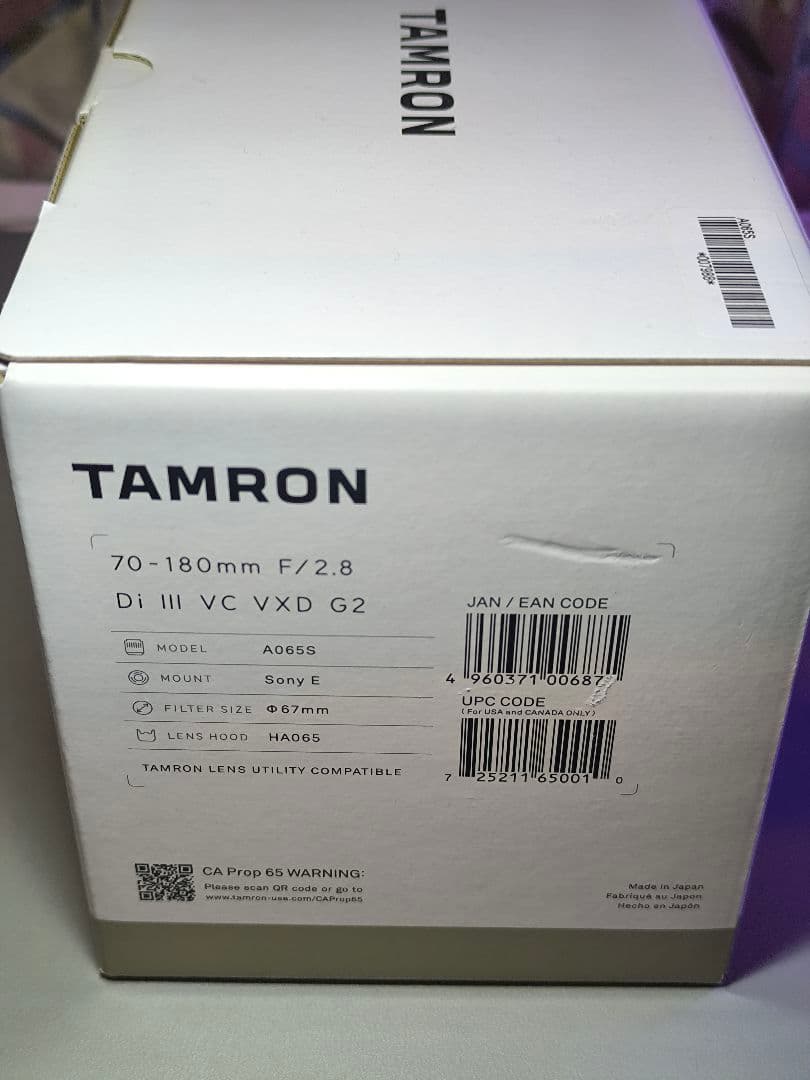 TAMRON
A065S
*007988*
TAMRON
70-180mm F/2.8
Di III VC VXD G2
MODEL A065S
MOUNT Sony E
FILTER SIZE Φ67mm
LENS HOOD HA065
TAMRON LENS UTILITY COMPATIBLE
JAN / EAN CODE
4 960371 00687
UPC CODE
(For USA and CANADA ONLY)
7 25211 65001 0
CA Prop 65 WARNING:
Please scan QR code or go to
www.tamron-usa.com/CAProp65
Made in Japan
Fabriqué au Japon
Hecho en Japón